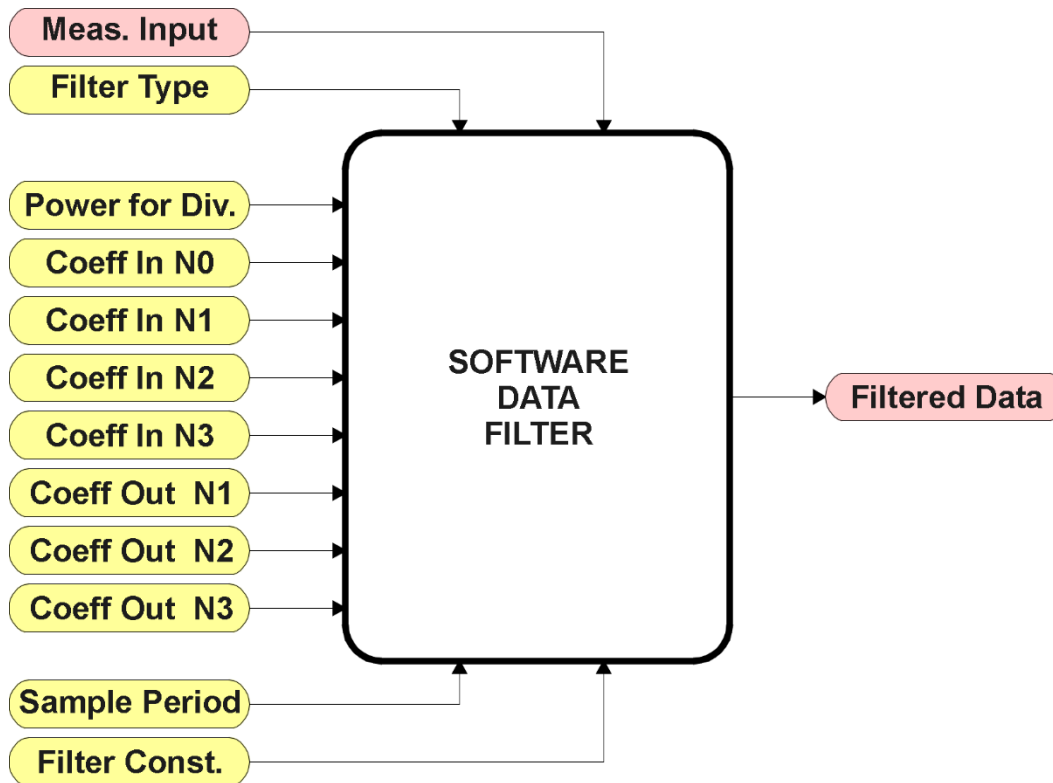 Meas. Input
Filter Type
Power for Div.
Coeff In N0
Coeff In N1
Coeff In N2
Coeff In N3
Coeff Out N1
Coeff Out N2
Coeff Out N3
Sample Period
Filter Const.
SOFTWARE
DATA
FILTER
Filtered Data